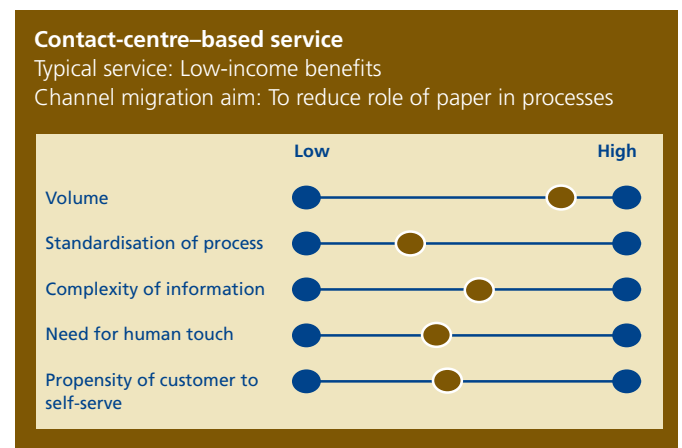 Contact-centre–based service
Typical service: Low-income benefits
Channel migration aim: To reduce role of paper in processes
Low High
Volume
Standardisation of process
Complexity of information
Need for human touch
Propensity of customer to
self-serve